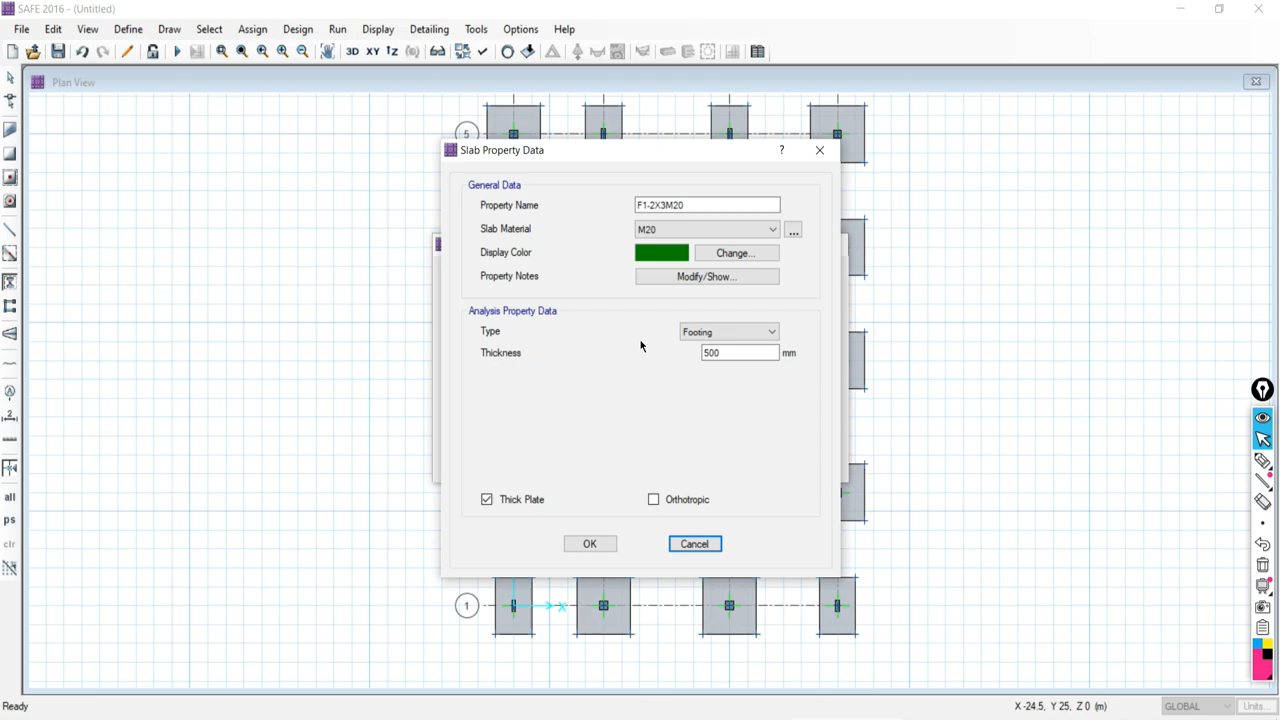 SAFE 2016 - (Untitled)
File Edit View Define Draw Select Assign Design Run Display Detailing Tools Options Help
3D XY
Plan View
5
Slab Property Data ?
General Data
Property Name F1-2X3M20
Slab Material M20 ...
Display Color Change...
Property Notes Modify/Show...
Analysis Property Data
Type Footing
Thickness 500 mm
Thick Plate Orthotropic
OK Cancel
all
ps
clr
1 X
Ready X -24.5, Y 25, Z 0 (m) GLOBAL Units...